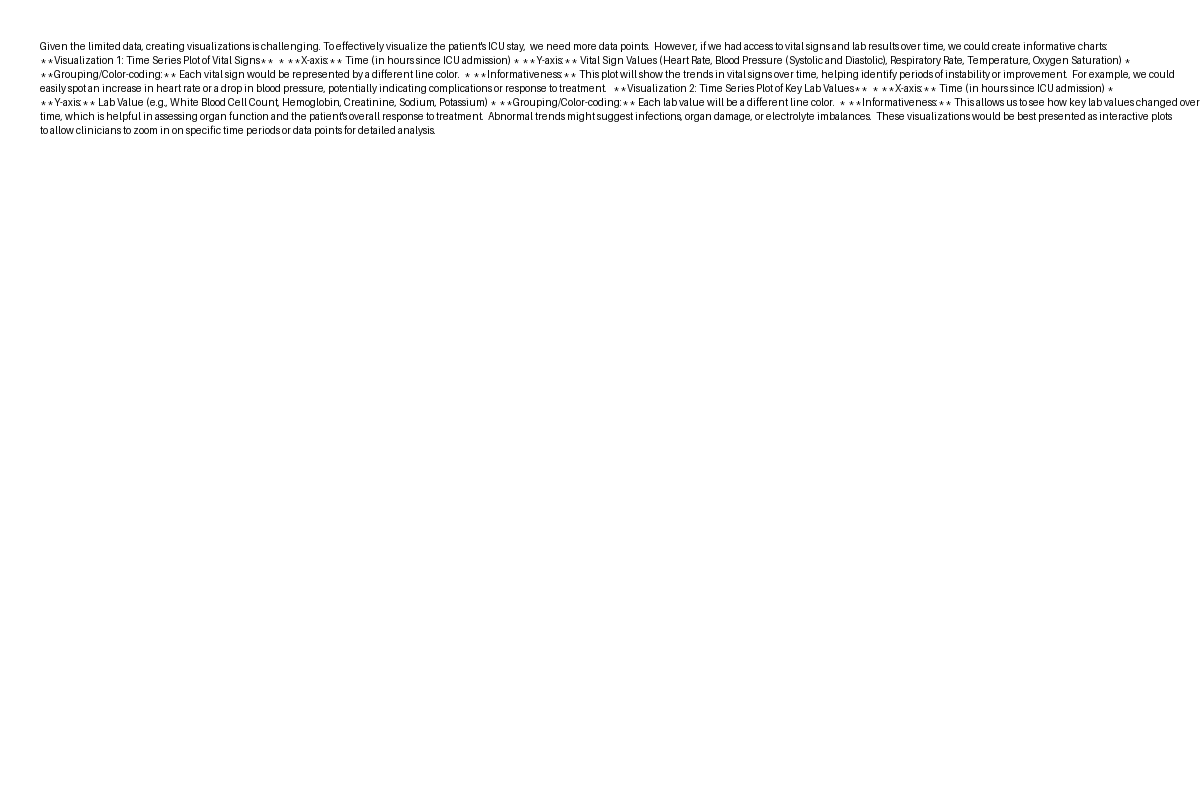 Given the limited data, creating visualizations is challenging. To effectively visualize the patient's ICU stay,  we need more data points.  However, if we had access to vital signs and lab results over time, we could create informative charts:
**Visualization 1: Time Series Plot of Vital Signs**  * **X-axis:** Time (in hours since ICU admission) * **Y-axis:** Vital Sign Values (Heart Rate, Blood Pressure (Systolic and Diastolic), Respiratory Rate, Temperature, Oxygen Saturation) *
**Grouping/Color-coding:** Each vital sign would be represented by a different line color.  * **Informativeness:** This plot will show the trends in vital signs over time, helping identify periods of instability or improvement.  For example, we could
easily spot an increase in heart rate or a drop in blood pressure, potentially indicating complications or response to treatment.   **Visualization 2: Time Series Plot of Key Lab Values**  * **X-axis:** Time (in hours since ICU admission) *
**Y-axis:** Lab Value (e.g., White Blood Cell Count, Hemoglobin, Creatinine, Sodium, Potassium) * **Grouping/Color-coding:** Each lab value will be a different line color.  * **Informativeness:** This allows us to see how key lab values changed over
time, which is helpful in assessing organ function and the patient's overall response to treatment.  Abnormal trends might suggest infections, organ damage, or electrolyte imbalances.  These visualizations would be best presented as interactive plots
to allow clinicians to zoom in on specific time periods or data points for detailed analysis.